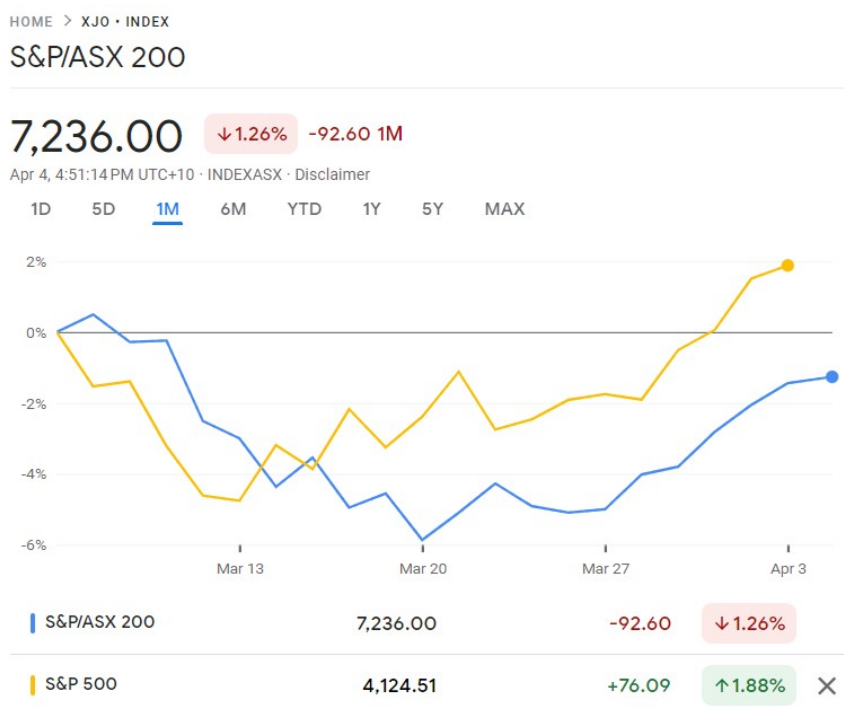 HOME > XJO • INDEX
S&P/ASX 200
7,236.00 ↓1.26% -92.60 1M
Apr 4, 4:51:14 PM UTC+10 · INDEXASX · Disclaimer
1D 5D 1M 6M YTD 1Y 5Y MAX
2%
0%
-2%
-4%
-6%
Mar 13 Mar 20 Mar 27 Apr 3
S&P/ASX 200 7,236.00 -92.60 ↓1.26%
S&P 500 4,124.51 +76.09 ↑1.88%